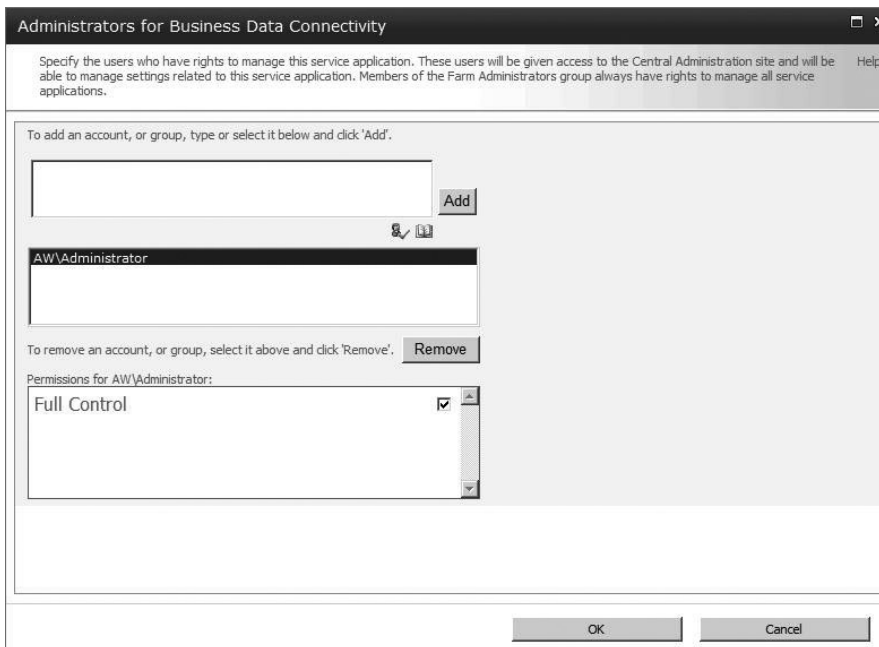 Administrators for Business Data Connectivity
Specify the users who have rights to manage this service application. These users will be given access to the Central Administration site and will be
able to manage settings related to this service application. Members of the Farm Administrators group always have rights to manage all service
applications.
Help
To add an account, or group, type or select it below and click 'Add'.
Add
AW\Administrator
To remove an account, or group, select it above and click 'Remove'.
Remove
Permissions for AW\Administrator:
Full Control
OK
Cancel